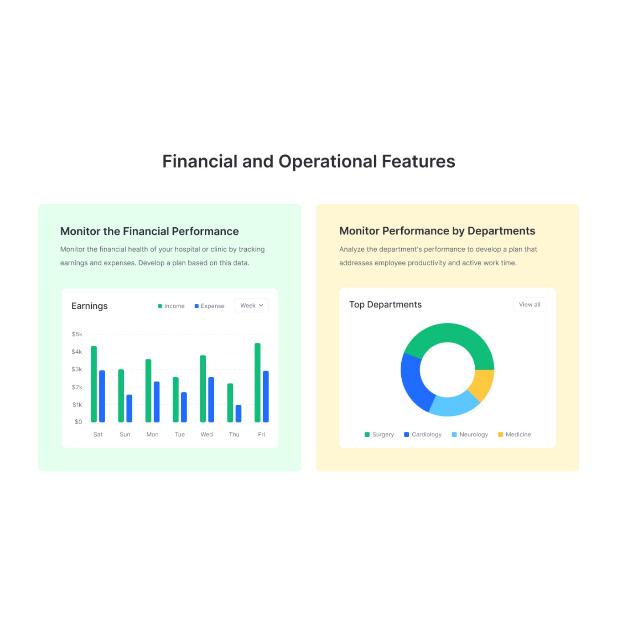 Financial and Operational Features
Monitor the Financial Performance
Monitor the financial health of your hospital or clinic by tracking
earnings and expenses. Develop a plan based on this data.
Earnings
Income
Expense
Week
$5k
$4k
$3k
$2k
$1k
$0
Sat
Sun
Mon
Tue
Wed
Thu
Fri
Monitor Performance by Departments
Analyze the department's performance to develop a plan that
addresses employee productivity and active work time.
Top Departments
View all
Surgery
Cardiology
Neurology
Medicine